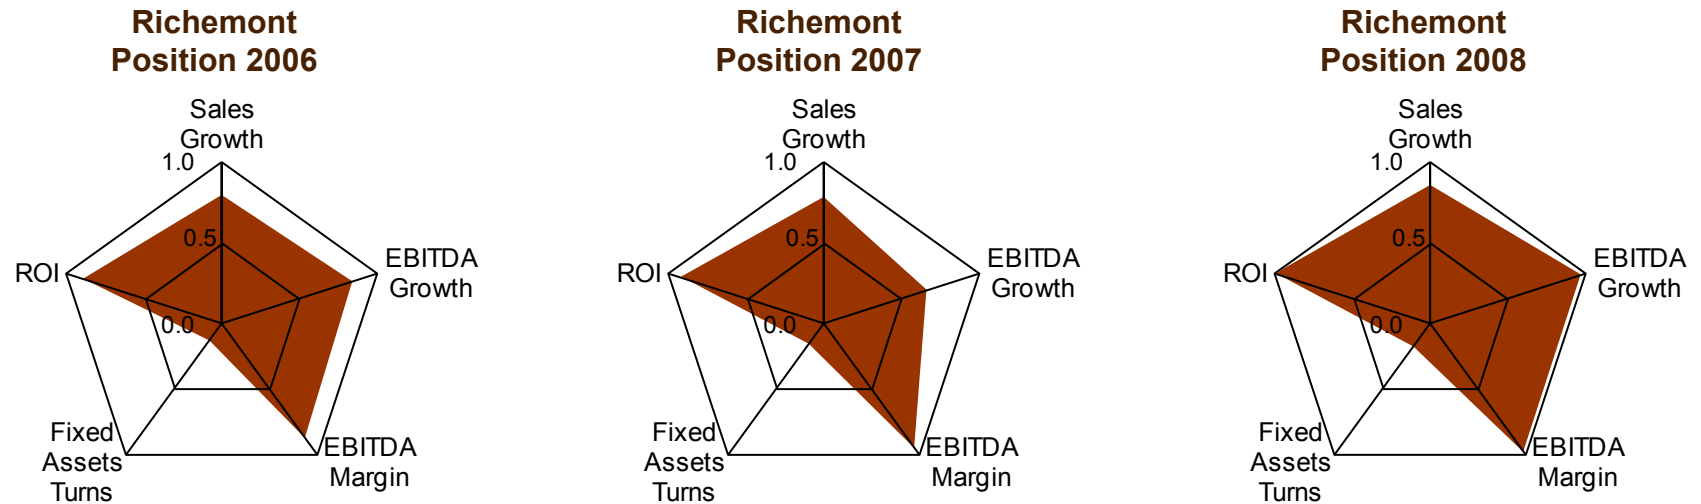 Richemont
Position 2006
Sales
Growth
1.0
0.5
0.0
EBITDA
Growth
ROI
Fixed
Assets
Turns
EBITDA
Margin
Richemont
Position 2007
Sales
Growth
1.0
0.5
0.0
EBITDA
Growth
ROI
Fixed
Assets
Turns
EBITDA
Margin
Richemont
Position 2008
Sales
Growth
1.0
0.5
0.0
EBITDA
Growth
ROI
Fixed
Assets
Turns
EBITDA
Margin